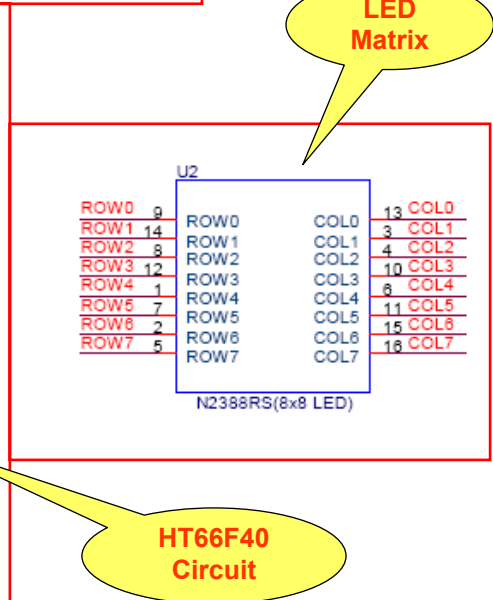 LED
Matrix
U2
ROW0 9 ROW0 COL0 13 COL0
ROW1 14 ROW1 COL1 3 COL1
ROW2 8 ROW2 COL2 4 COL2
ROW3 12 ROW3 COL3 10 COL3
ROW4 1 ROW4 COL4 6 COL4
ROW5 7 ROW5 COL5 11 COL5
ROW6 2 ROW6 COL6 15 COL6
ROW7 5 ROW7 COL7 16 COL7
N2388RS(8x8 LED)
HT66F40
Circuit